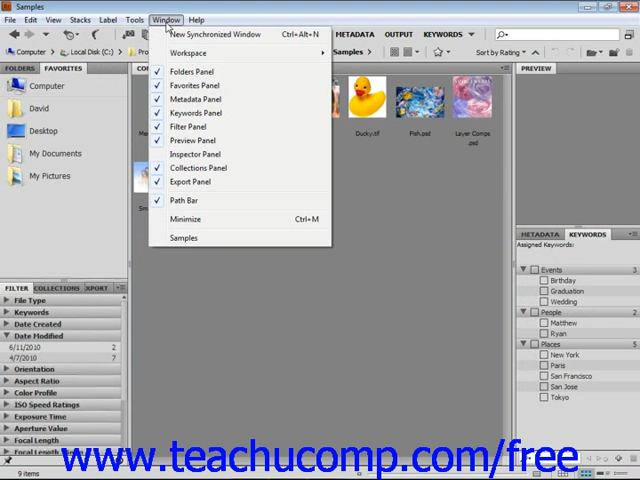 Samples
File Edit View Stacks Label Tools Window Help
METADATA OUTPUT KEYWORDS
New Synchronized Window Ctrl+Alt+N
Computer Local Disk (C:) Samples Sort by Rating
Workspace
FOLDERS FAVORITES PREVIEW
Folders Panel
Favorites Panel
Metadata Panel
Keywords Panel
Filter Panel
Preview Panel
Inspector Panel
Collections Panel
Export Panel
Path Bar
Minimize Ctrl+M
Samples
Computer
David
Desktop
My Documents
My Pictures
Ducky.tif Fish.psd Layer Comps
.psd
METADATA KEYWORDS
Assigned Keywords:
Events 3
Birthday
Graduation
Wedding
People 2
Matthew
Ryan
Places 5
New York
Paris
San Francisco
San Jose
Tokyo
FILTER COLLECTIONS XPORT
File Type
Keywords
Date Created
Date Modified
6/11/2010 2
4/7/2010 7
Orientation
Aspect Ratio
Color Profile
ISO Speed Ratings
Exposure Time
Aperture Value
Focal Length
www.teachucomp.com/free
9 items